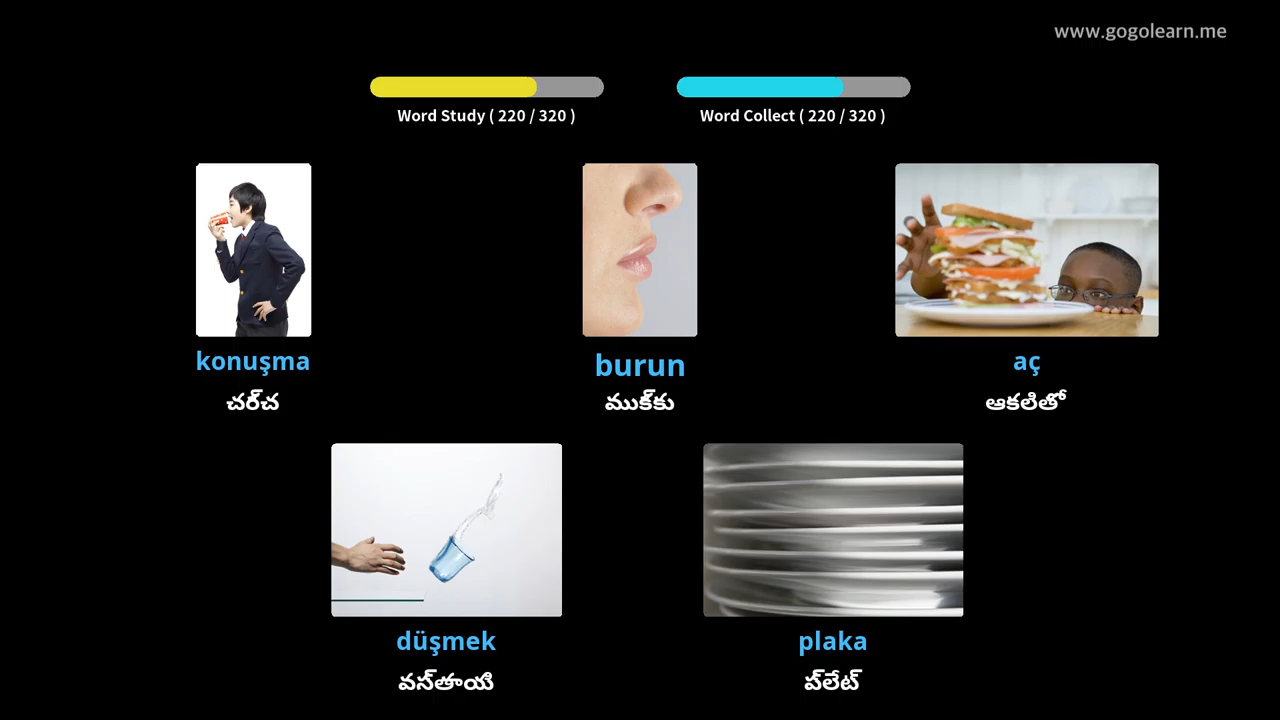 www.gogolearn.me
Word Study ( 220 / 320 )
Word Collect ( 220 / 320 )
konuşma
burun
aç
చర్‌చ
ముక్‌కు
ఆకలితో
düşmek
plaka
వస్‌తాయి
ప్‌లేట్